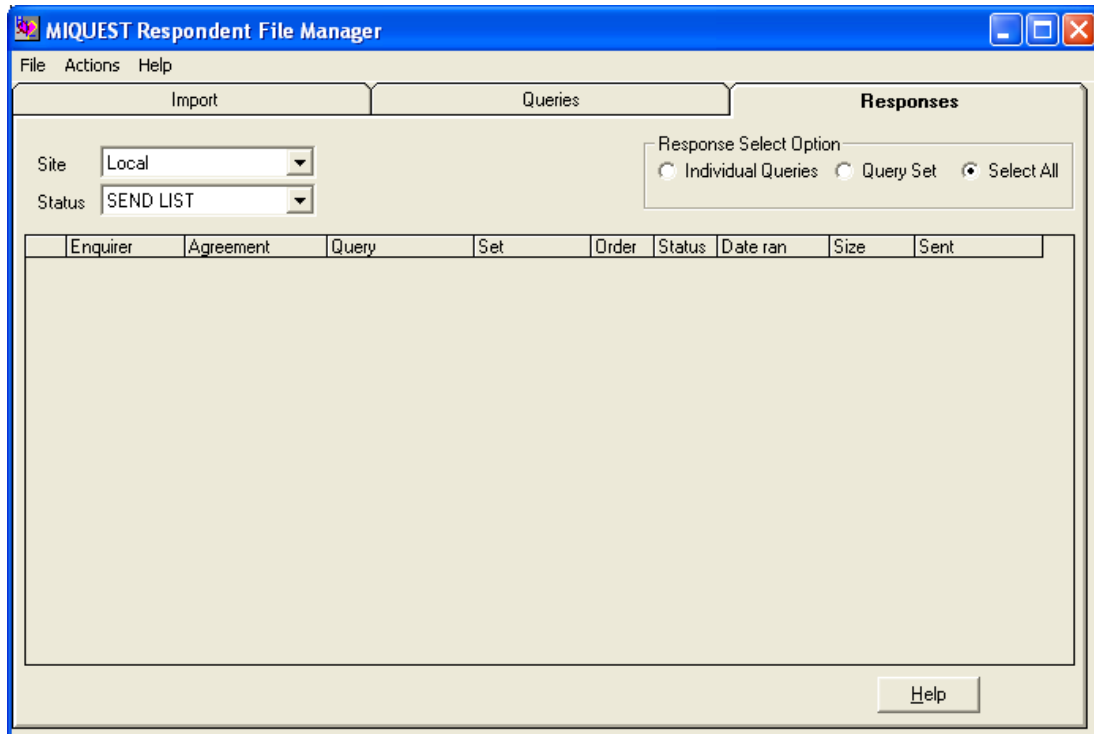 MIQUEST Respondent File Manager
File Actions Help
Import Queries Responses
Response Select Option
Site Local
Individual Queries Query Set Select All
Status SEND LIST
Enquirer Agreement Query Set Order Status Date ran Size Sent
Help